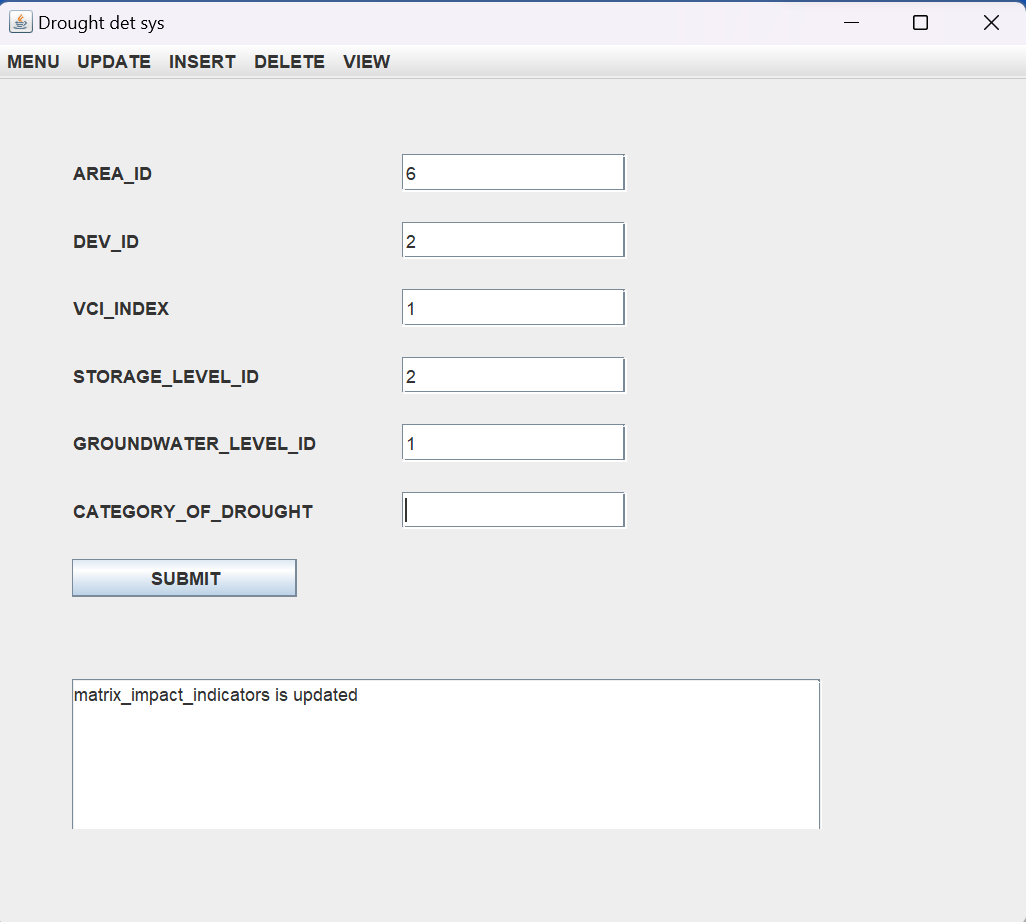 Drought det sys
MENU UPDATE INSERT DELETE VIEW
AREA_ID 6
DEV_ID 2
VCI_INDEX 1
STORAGE_LEVEL_ID 2
GROUNDWATER_LEVEL_ID 1
CATEGORY_OF_DROUGHT
SUBMIT
matrix_impact_indicators is updated